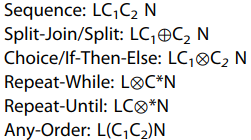 Sequence: LC₁C₂ N
Split-Join/Split: LC₁⊕C₂ N
Choice/If-Then-Else: LC₁⊗C₂ N
Repeat-While: L⊗C*N
Repeat-Until: LC⊗*N
Any-Order: L(C₁C₂)N